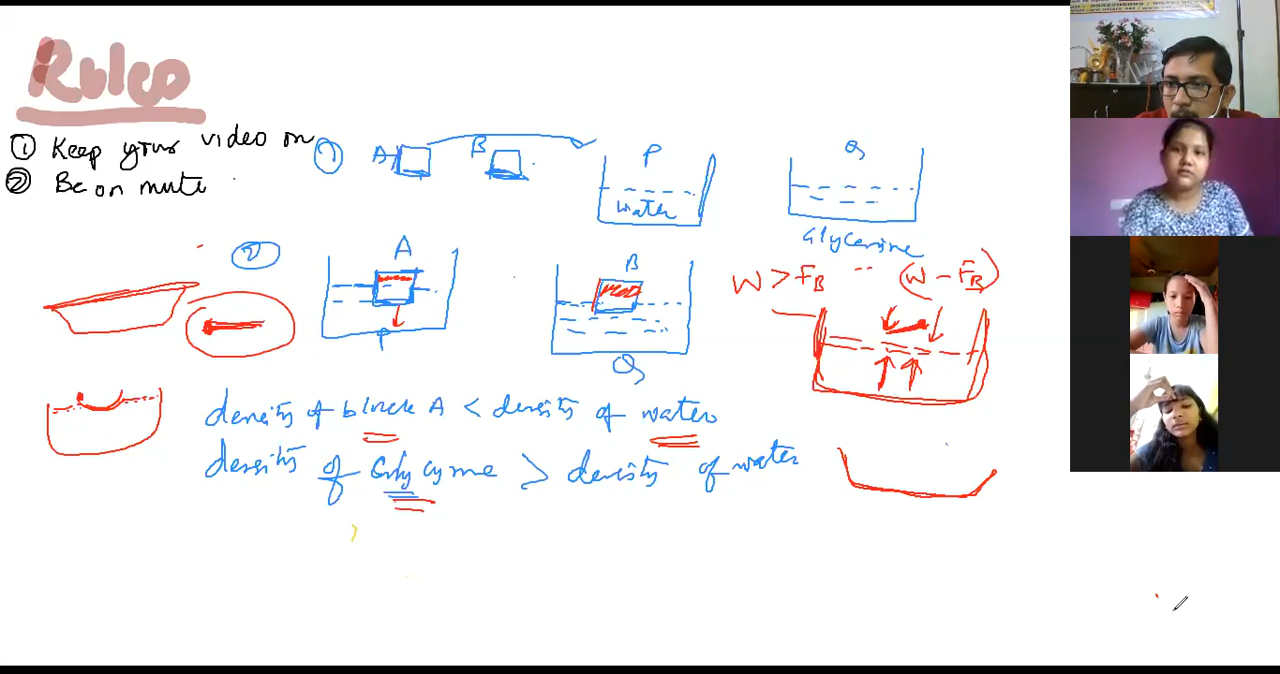 Rules
① Keep your video on
② Be on mute
① A B P Q
water
Glycerine
② A B
W > FB (W - FB)
P Q
density of block A < density of water
density of Glycyrine > density of water